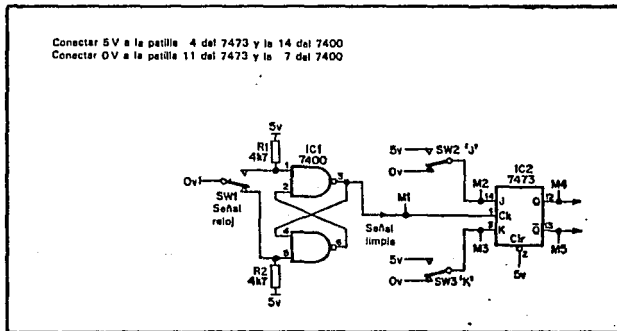 Conectar 5V a la patilla 4 del 7473 y la 14 del 7400
Conectar 0V a la patilla 11 del 7473 y la 7 del 7400
5v
R1
4k7
IC1
7400
1
2
3
0v
SW1
Señal
reloj
4
5
6
R2
4k7
5v
M1
Señal
limpia
5v
0v
SW2 "J"
M2
14
J
1
Ck
3
K
M3
5v
0v
SW3 "K"
IC2
7473
Q
12
M4
Q̅
13
M5
Clr
2
5v